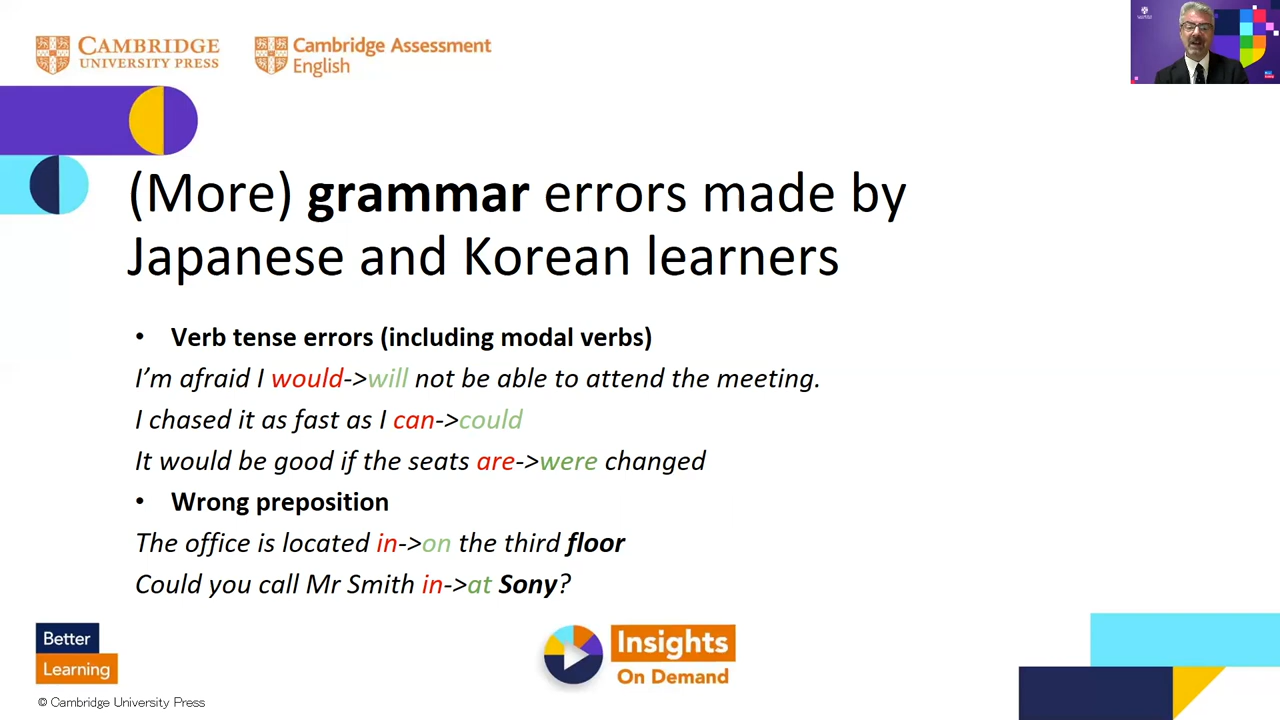 CAMBRIDGE
UNIVERSITY PRESS
Cambridge Assessment
English
(More) grammar errors made by
Japanese and Korean learners
• Verb tense errors (including modal verbs)
I’m afraid I would->will not be able to attend the meeting.
I chased it as fast as I can->could
It would be good if the seats are->were changed
• Wrong preposition
The office is located in->on the third floor
Could you call Mr Smith in->at Sony?
Better
Learning
Insights
On Demand
© Cambridge University Press